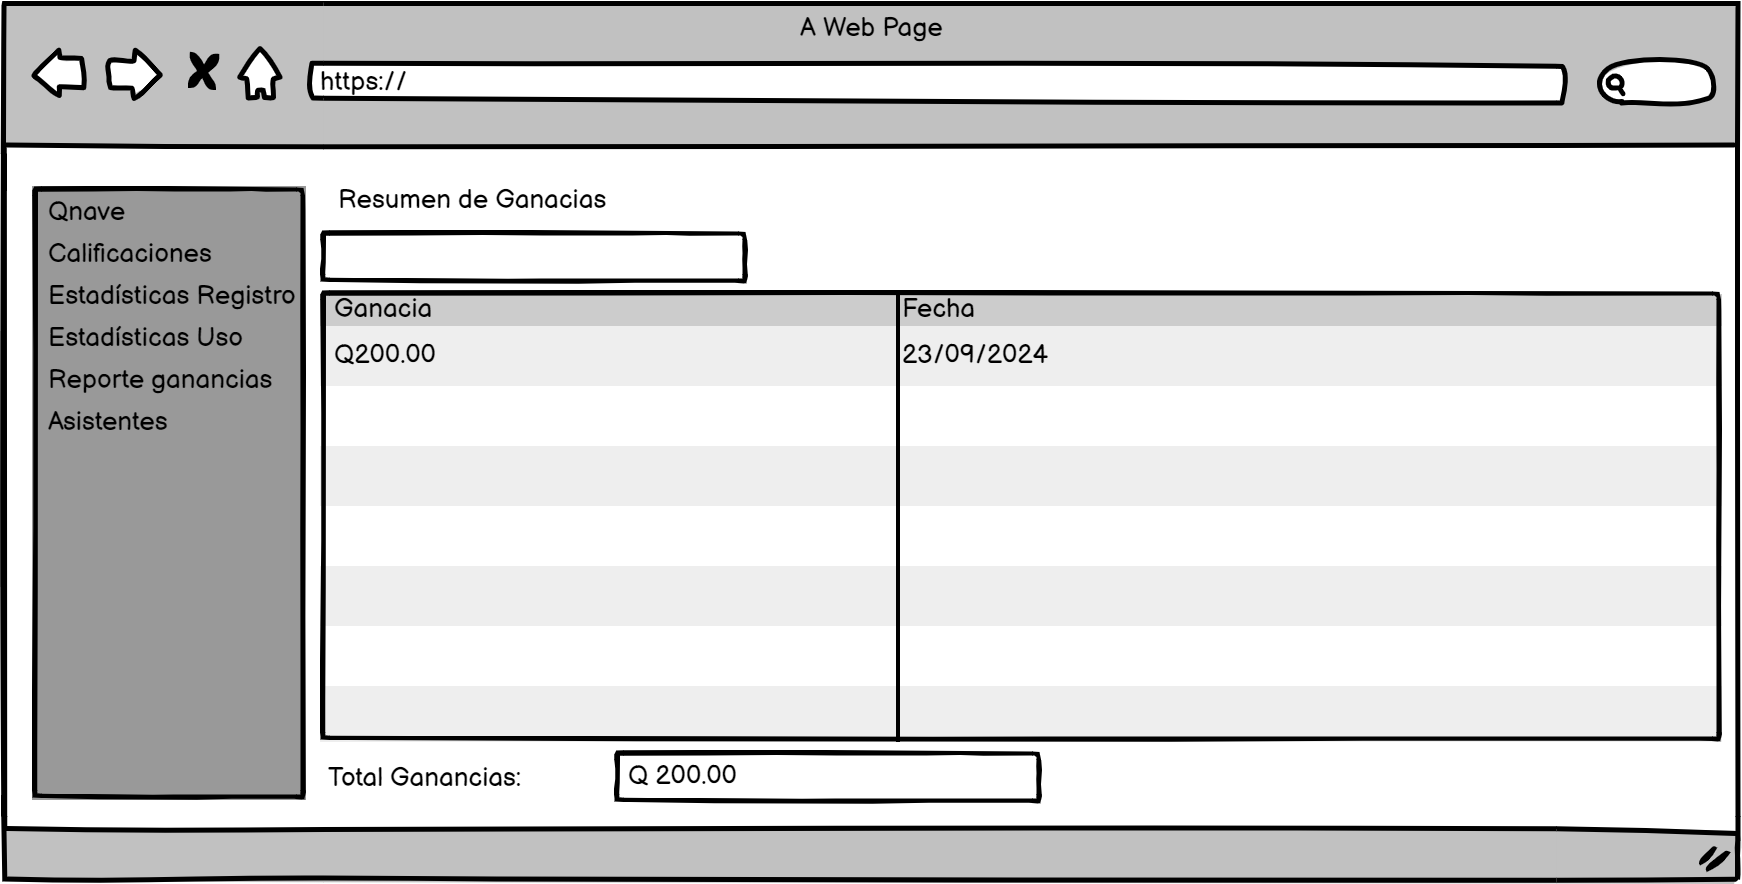 A Web Page
https://
Qnave
Calificaciones
Estadísticas Registro
Estadísticas Uso
Reporte ganancias
Asistentes
Resumen de Ganacias
Ganacia Fecha
Q200.00 23/09/2024
Total Ganancias: Q 200.00